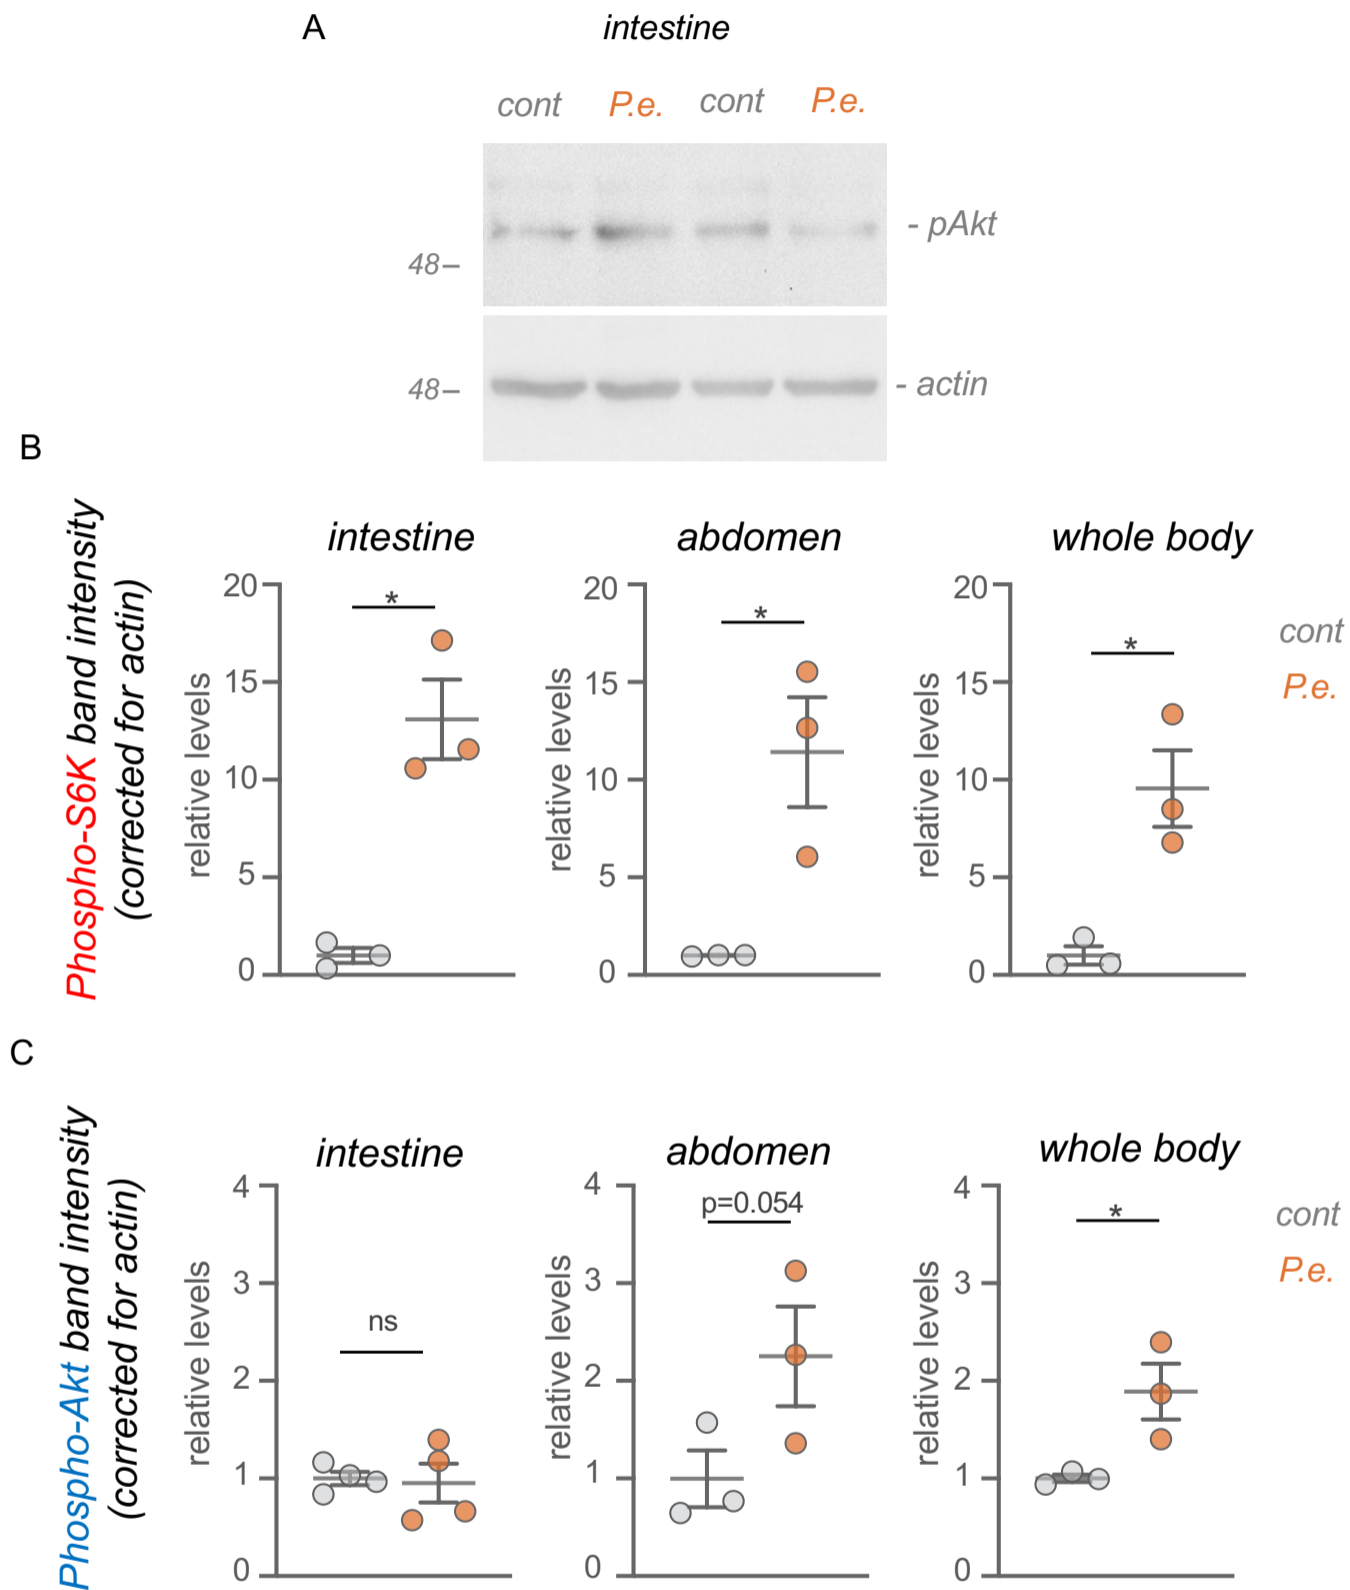 A
intestine
cont P.e. cont P.e.
- pAkt
48–
48–
- actin
B
Phospho-S6K band intensity
(corrected for actin)
intestine
abdomen
whole body
relative levels
20
15
10
5
0
*
relative levels
20
15
10
5
0
*
relative levels
20
15
10
5
0
*
cont
P.e.
C
Phospho-Akt band intensity
(corrected for actin)
intestine
abdomen
whole body
relative levels
4
3
2
1
0
ns
relative levels
4
3
2
1
0
p=0.054
relative levels
4
3
2
1
0
*
cont
P.e.